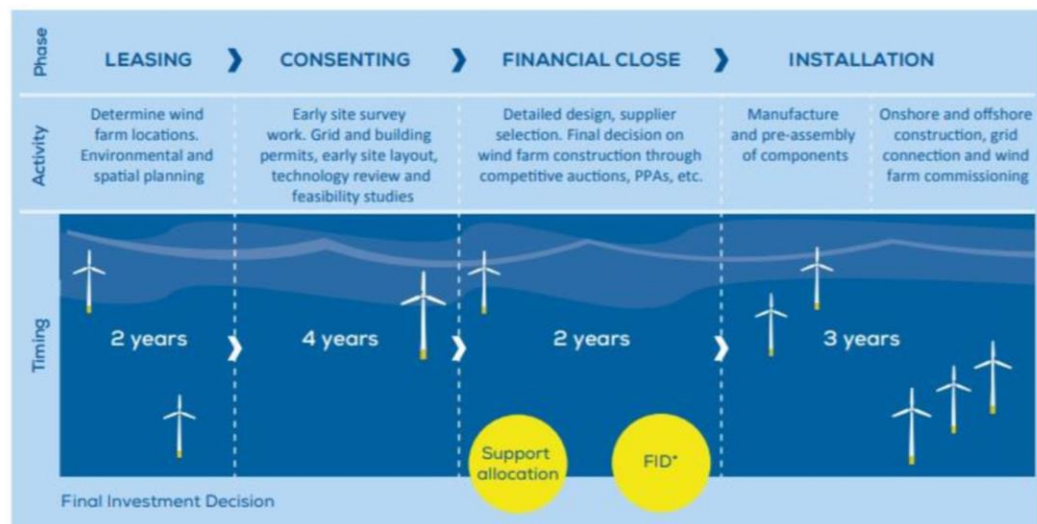 Phase
LEASING
CONSENTING
FINANCIAL CLOSE
INSTALLATION
Activity
Determine wind
farm locations.
Environmental and
spatial planning
Early site survey
work. Grid and building
permits, early site layout,
technology review and
feasibility studies
Detailed design, supplier
selection. Final decision on
wind farm construction through
competitive auctions, PPAs, etc.
Manufacture
and pre-assembly
of components
Onshore and offshore
construction, grid
connection and wind
farm commissioning
Timing
2 years
4 years
2 years
3 years
Support
allocation
FID*
Final Investment Decision